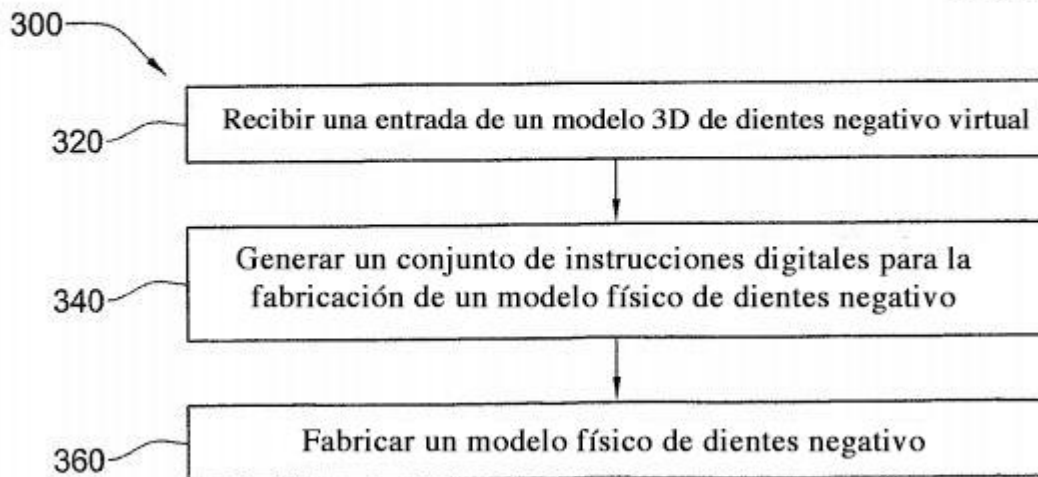 300
320
Recibir una entrada de un modelo 3D de dientes negativo virtual
340
Generar un conjunto de instrucciones digitales para la
fabricación de un modelo físico de dientes negativo
360
Fabricar un modelo físico de dientes negativo